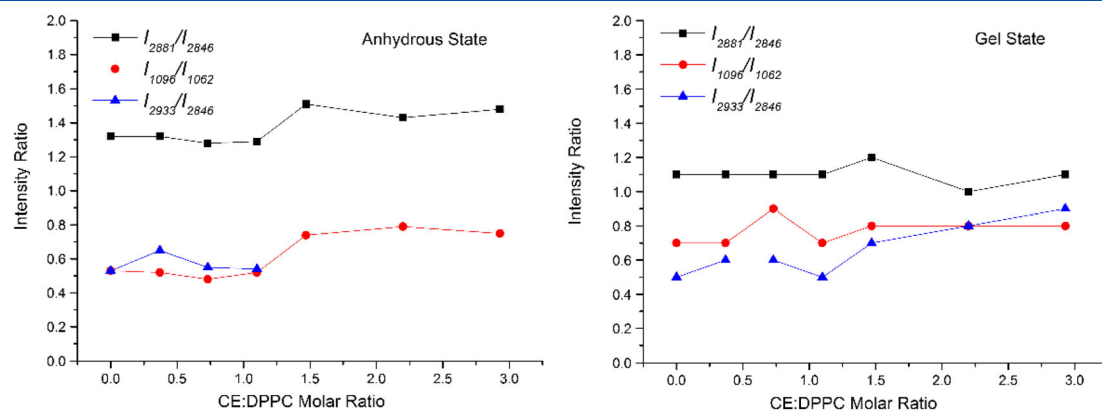 2.0
1.8
1.6
1.4
1.2
1.0
0.8
0.6
0.4
0.2
0.0
Intensity Ratio
I2881/I2846
I1096/I1062
I2933/I2846
Anhydrous State
0.0 0.5 1.0 1.5 2.0 2.5 3.0
CE:DPPC Molar Ratio
2.0
1.8
1.6
1.4
1.2
1.0
0.8
0.6
0.4
0.2
0.0
Intensity Ratio
I2881/I2846
I1096/I1062
I2933/I2846
Gel State
0.0 0.5 1.0 1.5 2.0 2.5 3.0
CE:DPPC Molar Ratio